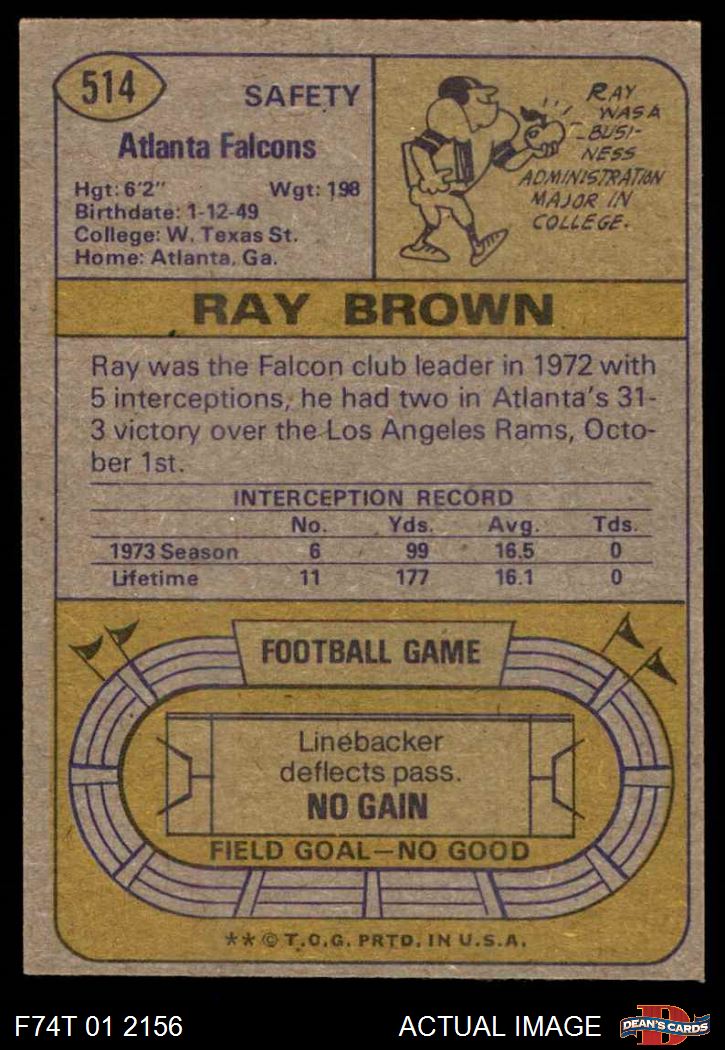 514
SAFETY
Atlanta Falcons
Hgt: 6'2" Wgt: 198
Birthdate: 1-12-49
College: W. Texas St.
Home: Atlanta, Ga.
RAY
WAS A
BUSI-
NESS
ADMINISTRATION
MAJOR IN
COLLEGE.
RAY BROWN
Ray was the Falcon club leader in 1972 with
5 interceptions, he had two in Atlanta's 31-
3 victory over the Los Angeles Rams, Octo-
ber 1st.
INTERCEPTION RECORD
No. Yds. Avg. Tds.
1973 Season 6 99 16.5 0
Lifetime 11 177 16.1 0
FOOTBALL GAME
Linebacker
deflects pass.
NO GAIN
FIELD GOAL—NO GOOD
**© T.C.G. PRTD. IN U.S.A.
F74T 01 2156 ACTUAL IMAGE D DEAN'S CARDS